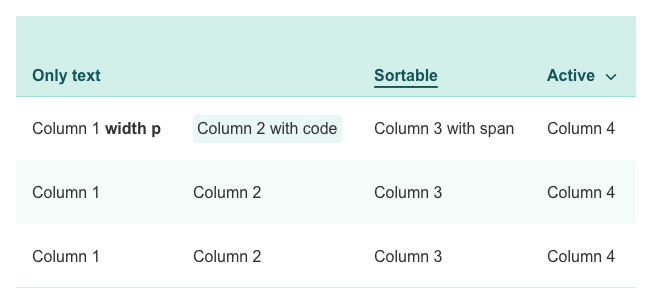 Only text Sortable Active
Column 1 width p Column 2 with code Column 3 with span Column 4
Column 1 Column 2 Column 3 Column 4
Column 1 Column 2 Column 3 Column 4